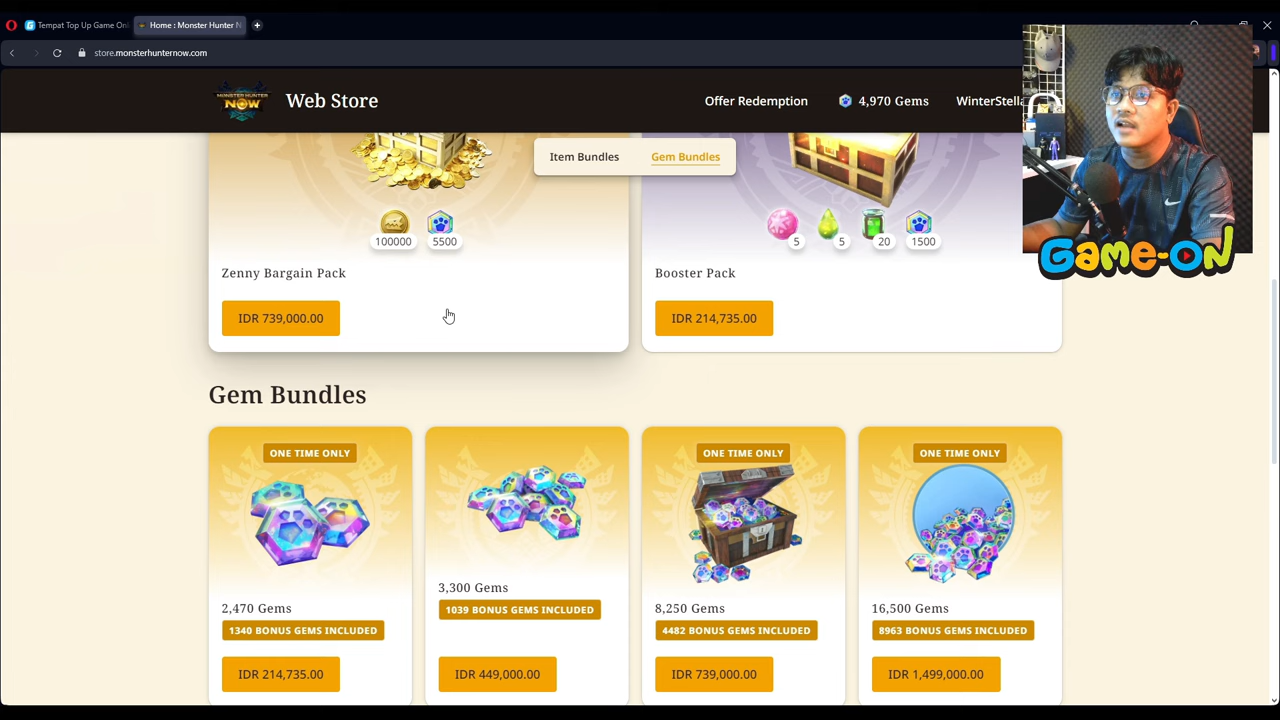 Tempat Top Up Game Onl
Home : Monster Hunter N
store.monsterhunternow.com
MONSTER HUNTER
NOW
Web Store
Offer Redemption
4,970 Gems
WinterStella
Item Bundles
Gem Bundles
100000
5500
5
5
20
1500
GAME-ON
Zenny Bargain Pack
Booster Pack
IDR 739,000.00
IDR 214,735.00
Gem Bundles
ONE TIME ONLY
ONE TIME ONLY
ONE TIME ONLY
2,470 Gems
1340 BONUS GEMS INCLUDED
IDR 214,735.00
3,300 Gems
1039 BONUS GEMS INCLUDED
IDR 449,000.00
8,250 Gems
4482 BONUS GEMS INCLUDED
IDR 739,000.00
16,500 Gems
8963 BONUS GEMS INCLUDED
IDR 1,499,000.00